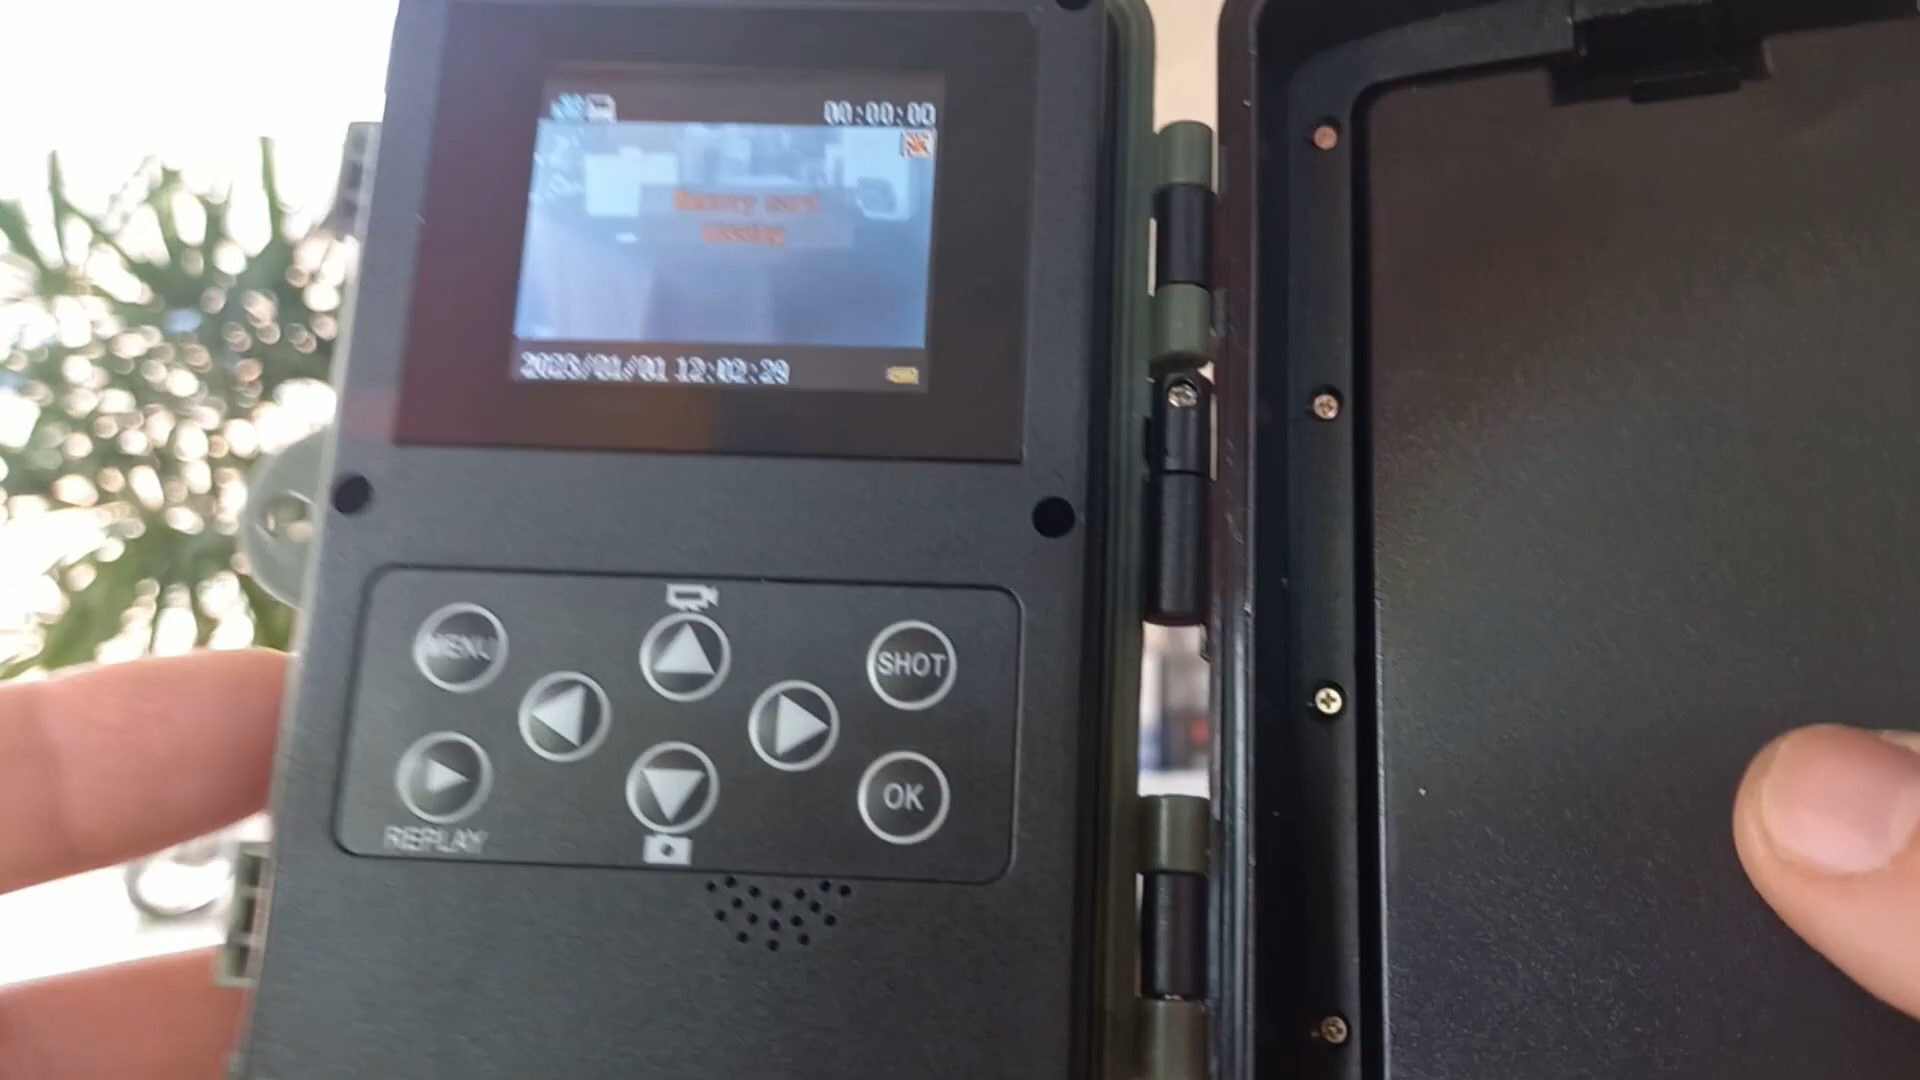 00:00:00
Memory card
missing
2023/01/01 12:02:29
MENU
SHOT
OK
REPLAY